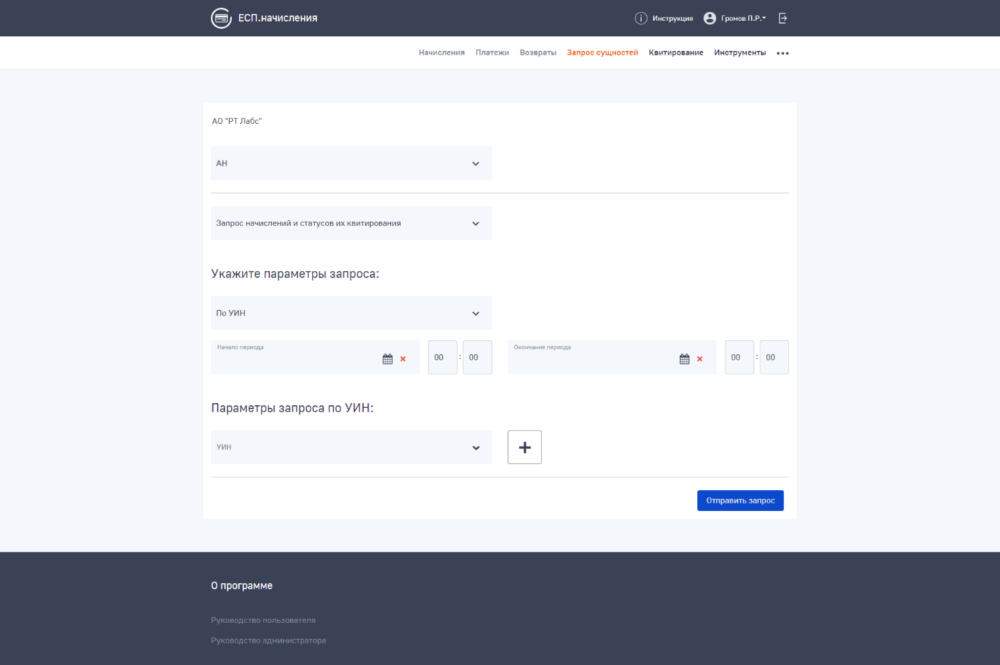 ЕСП.начисления
Инструкция Громов П.Р.
Начисления Платежи Возвраты Запрос сущностей Квитирование Инструменты
АО "РТ Лабс"
АН
Запрос начислений и статусов их квитирования
Укажите параметры запроса:
По УИН
Начало периода 00 : 00 Окончание периода 00 : 00
Параметры запроса по УИН:
УИН
Отправить запрос
О программе
Руководство пользователя
Руководство администратора